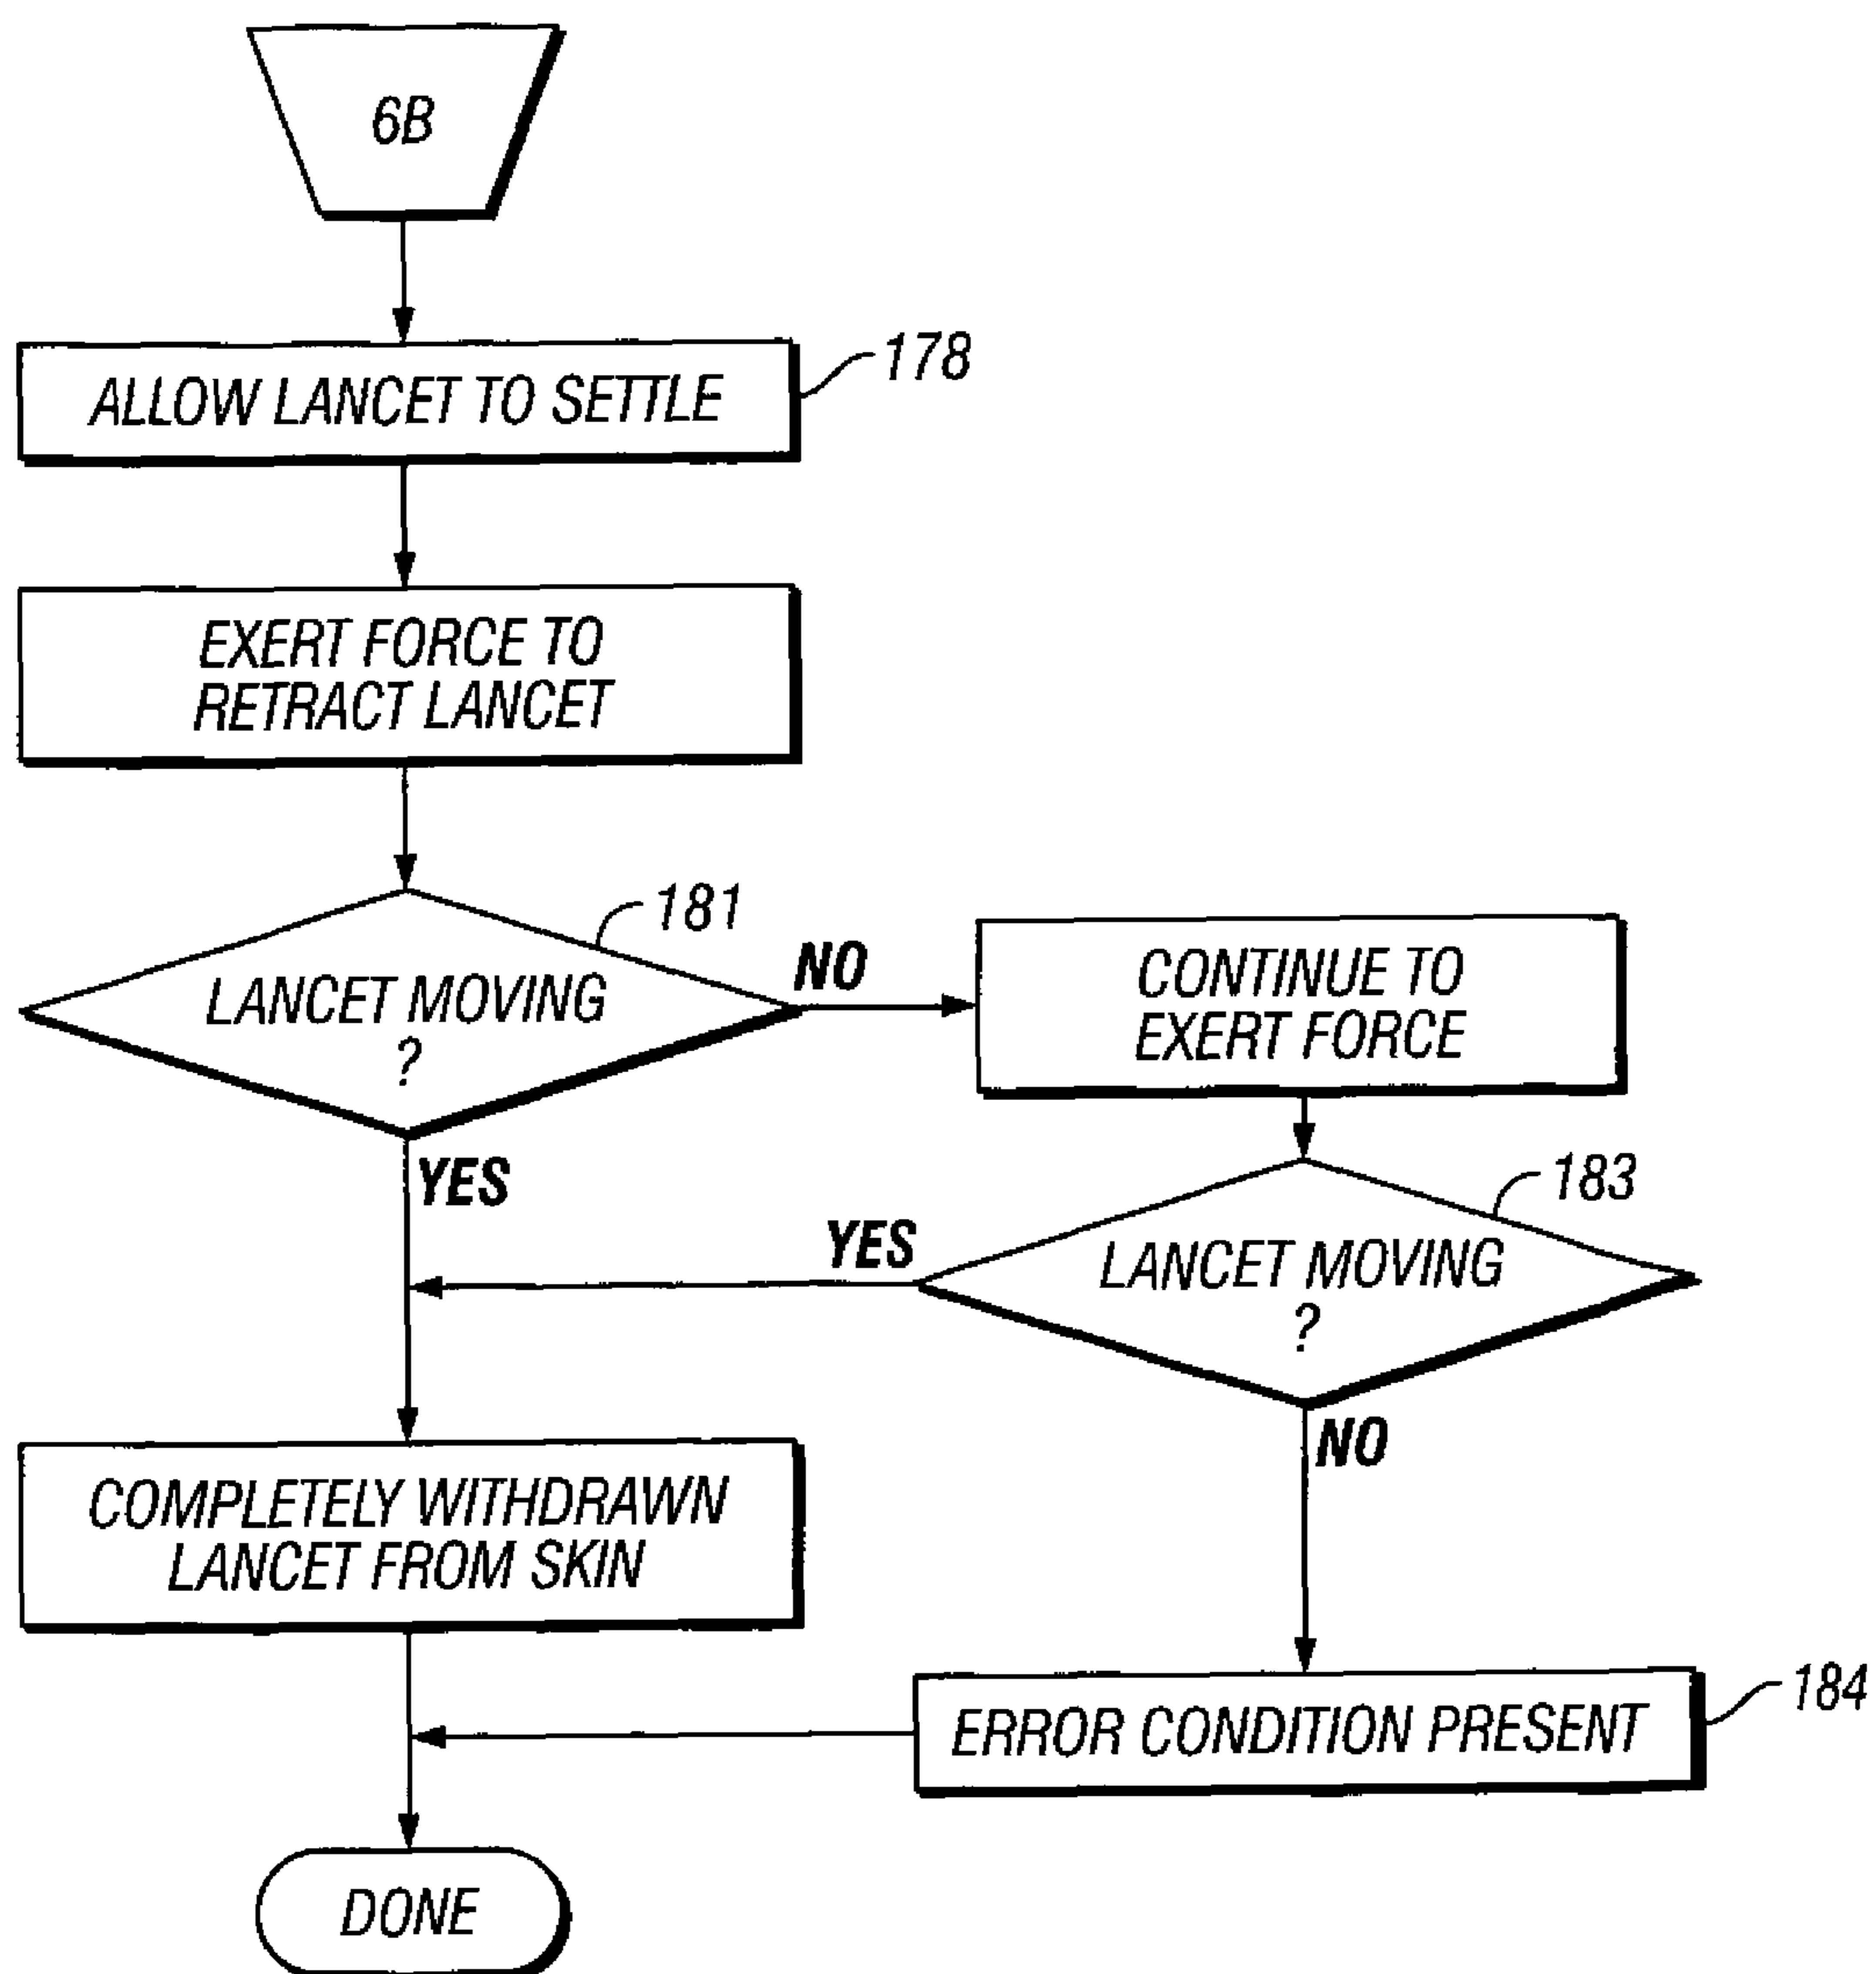 6B
ALLOW LANCET TO SETTLE
178
EXERT FORCE TO
RETRACT LANCET
181
LANCET MOVING
?
NO
YES
CONTINUE TO
EXERT FORCE
183
LANCET MOVING
?
YES
NO
COMPLETELY WITHDRAWN
LANCET FROM SKIN
ERROR CONDITION PRESENT
184
DONE